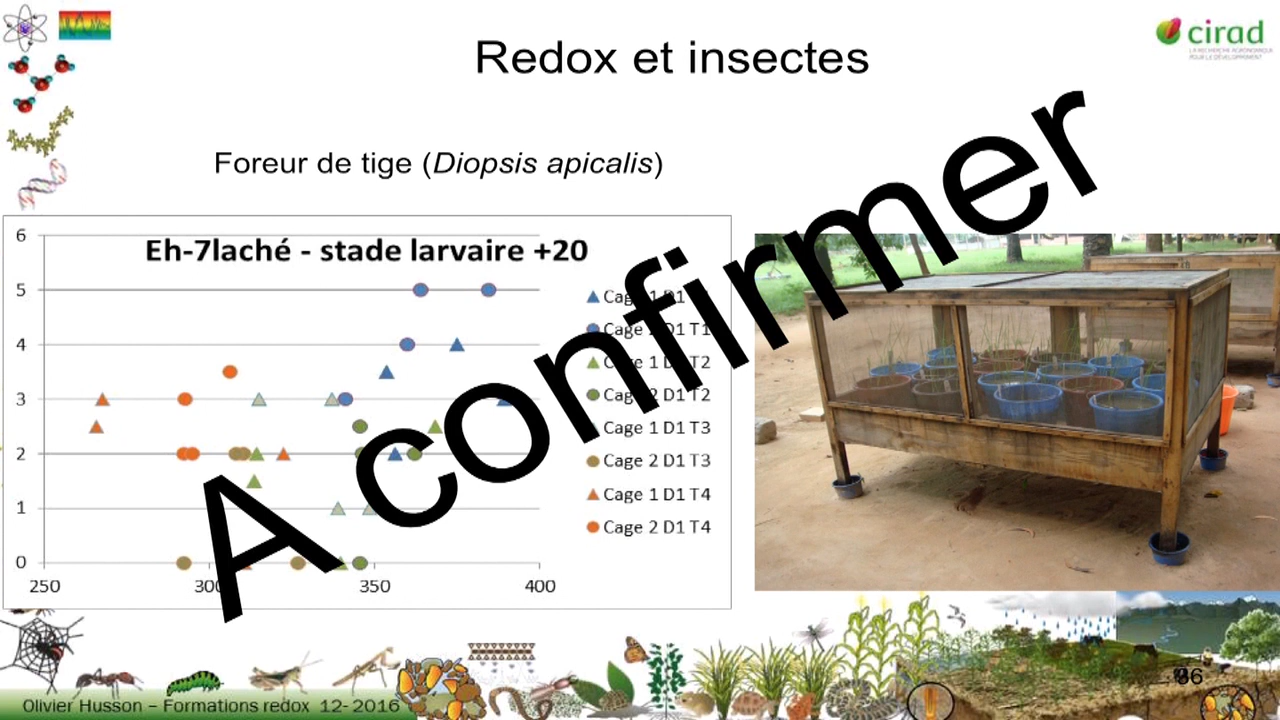 Redox et insectes
cirad
LA RECHERCHE AGRONOMIQUE
POUR LE DÉVELOPPEMENT
Foreur de tige (Diopsis apicalis)
A confirmer
Eh-7laché - stade larvaire +20
6
5
4
3
2
1
0
250
300
350
400
Cage 1 D1
Cage 2 D1 T1
Cage 1 D1 T2
Cage 2 D1 T2
Cage 1 D1 T3
Cage 2 D1 T3
Cage 1 D1 T4
Cage 2 D1 T4
Olivier Husson – Formations redox 12- 2016